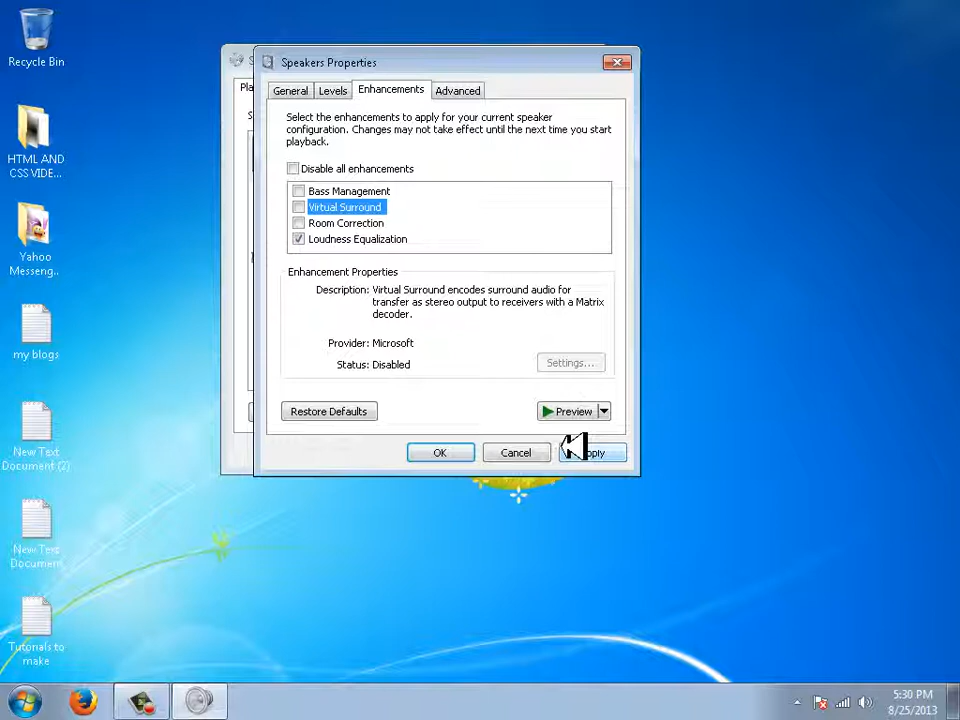 Recycle Bin
HTML AND
CSS VIDE...
Yahoo
Messeng..
my blogs
New Text
Document (2)
New Text
Document
Tutorials to
make
Speakers Properties
General
Levels
Enhancements
Advanced
Select the enhancements to apply for your current speaker
configuration. Changes may not take effect until the next time you start
playback.
Disable all enhancements
Bass Management
Virtual Surround
Room Correction
Loudness Equalization
Enhancement Properties
Description: Virtual Surround encodes surround audio for
transfer as stereo output to receivers with a Matrix
decoder.
Provider: Microsoft
Status: Disabled
Settings...
Restore Defaults
Preview
OK
Cancel
5:30 PM
8/25/2013